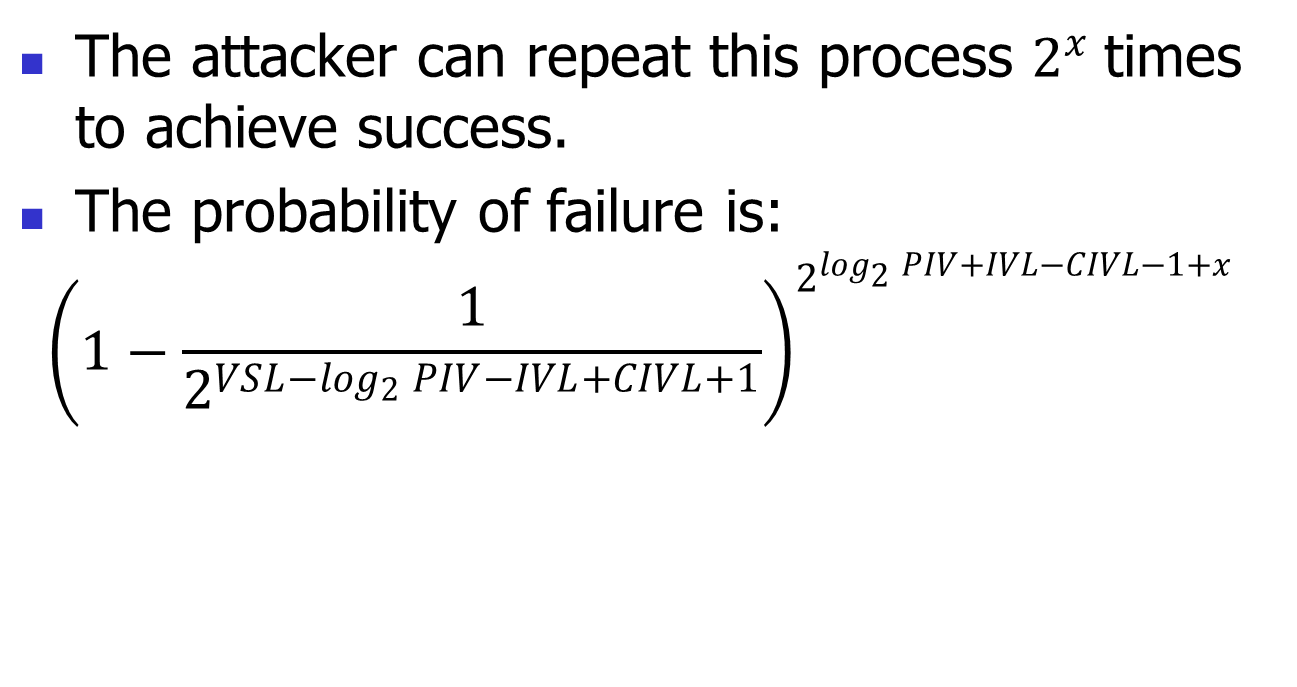 ▪ The attacker can repeat this process 2^x times
to achieve success.
▪ The probability of failure is:
(1 − 1/2^(VSL−log₂ PIV−IVL+CIVL+1))^(2^(log₂ PIV+IVL−CIVL−1+x))